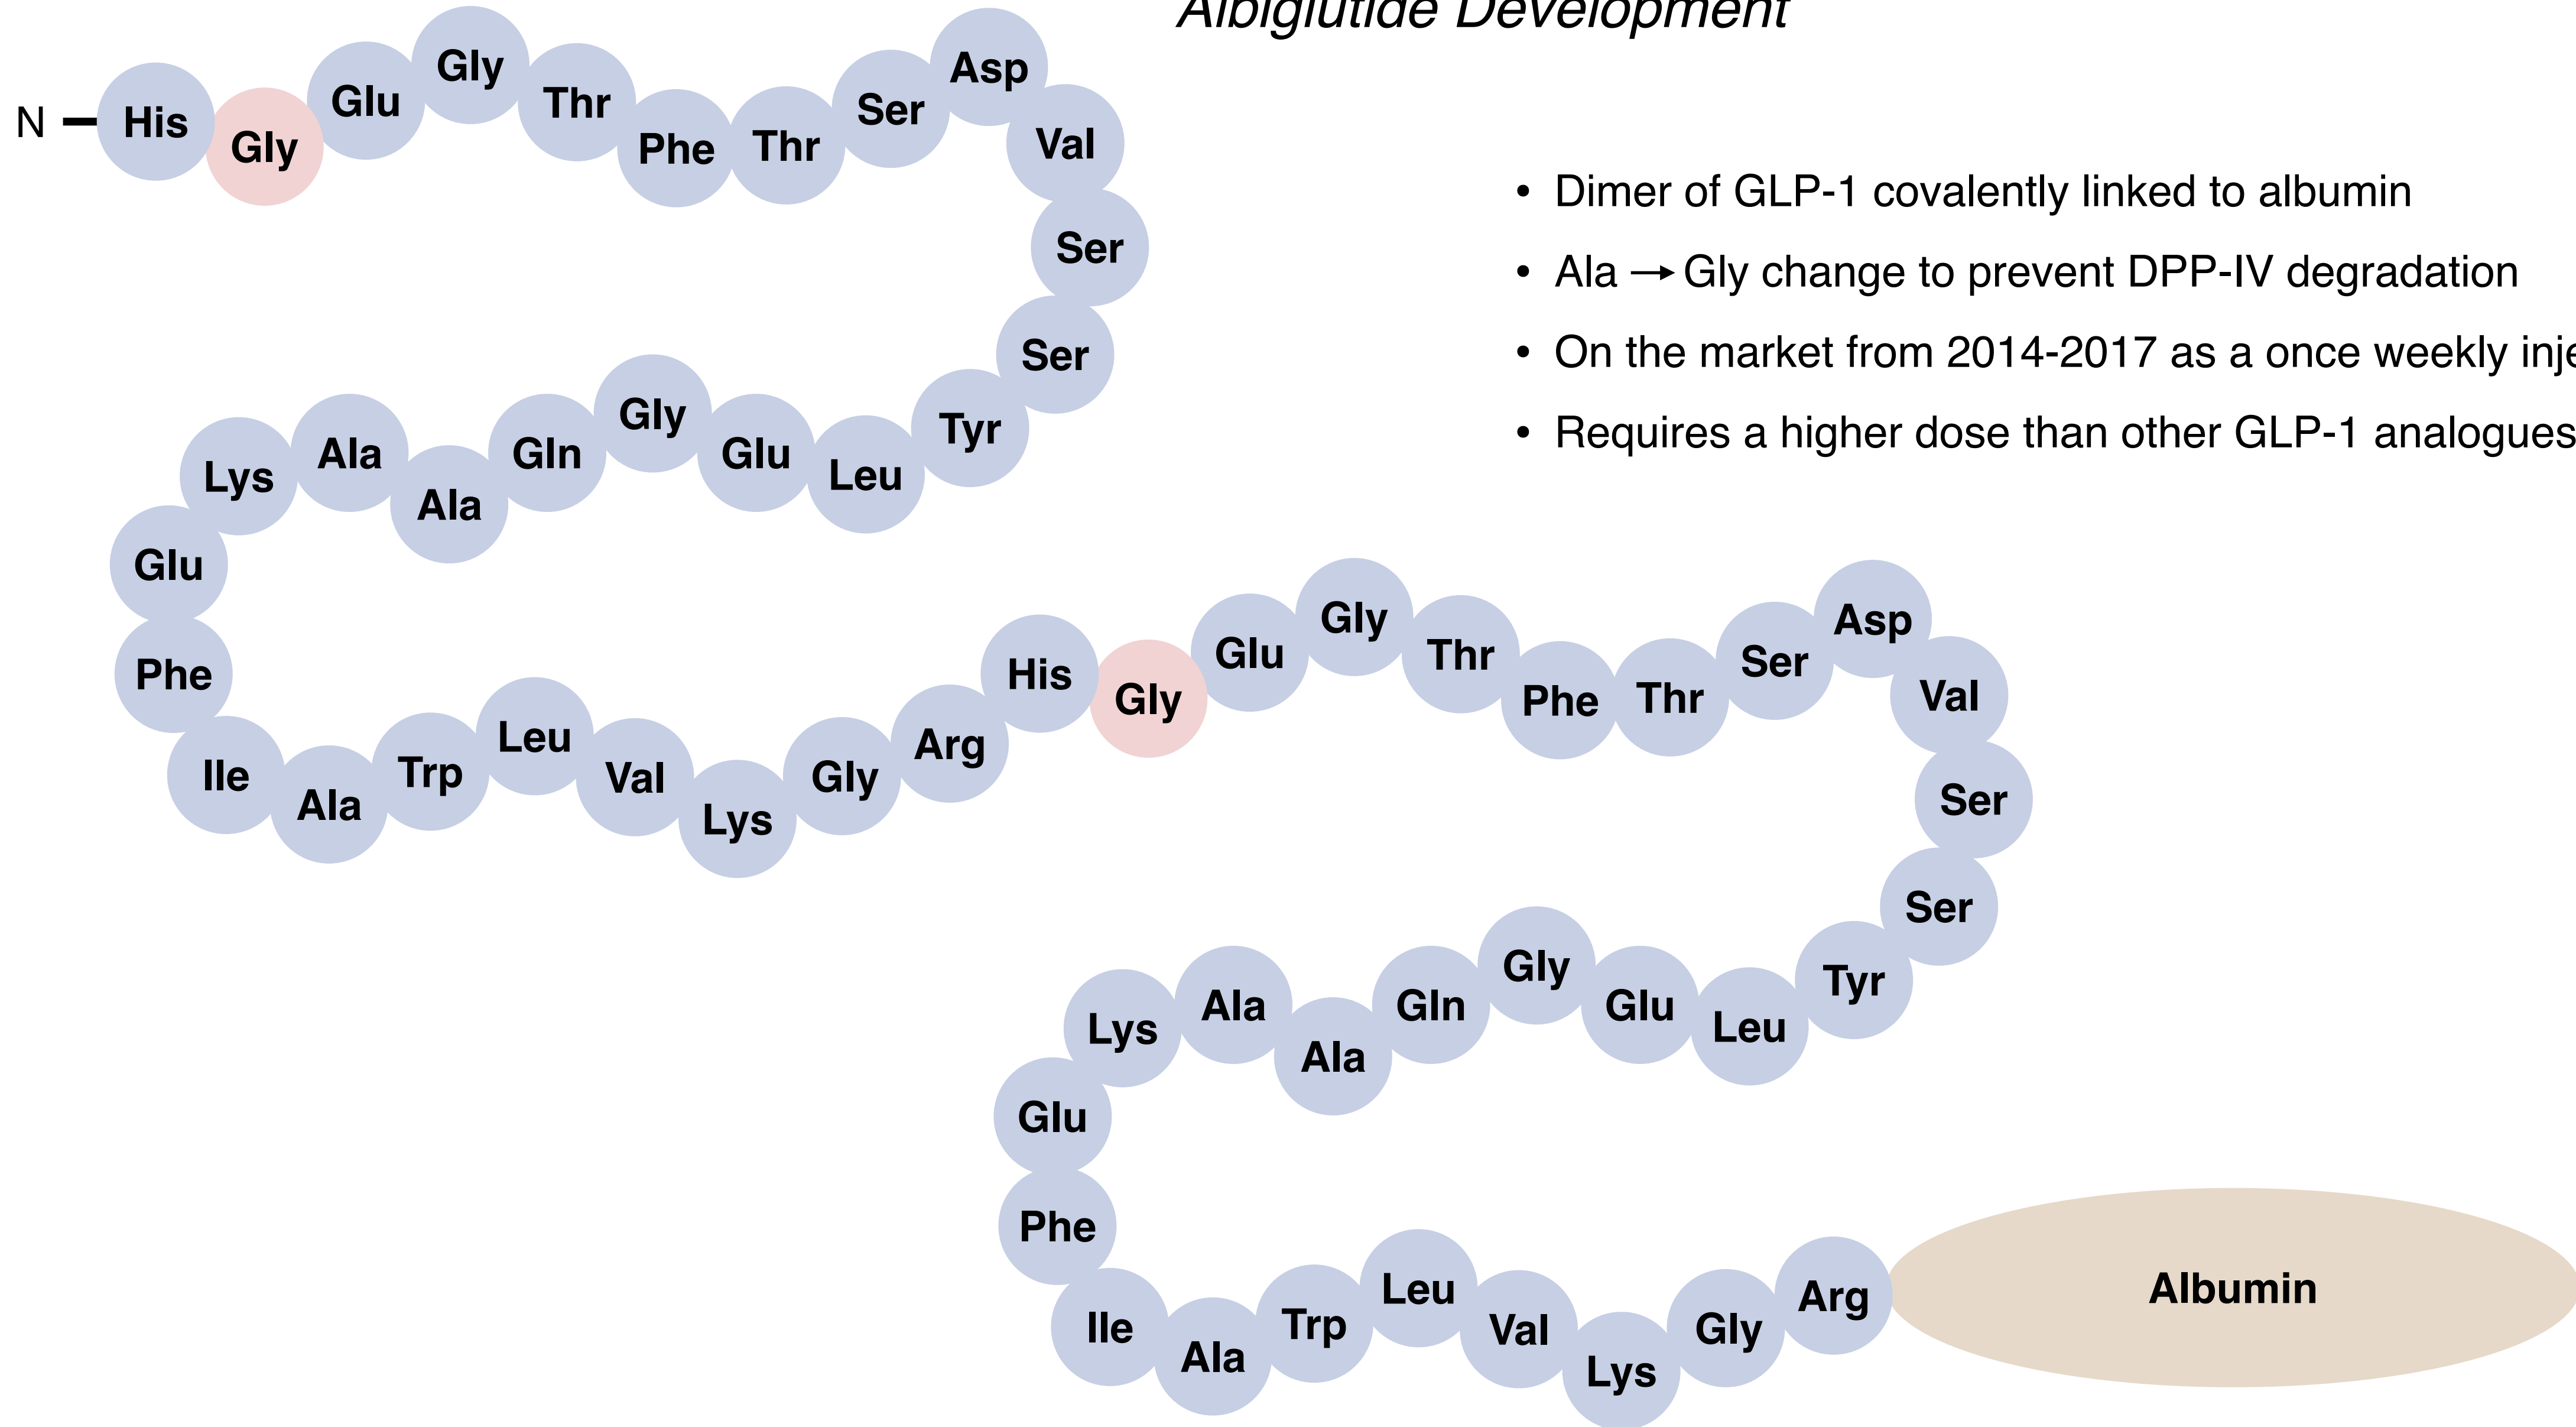 Albiglutide Development
N
His
Gly
Glu
Gly
Thr
Phe
Thr
Ser
Asp
Val
Ser
Ser
Tyr
Leu
Glu
Gly
Gln
Ala
Ala
Lys
Glu
Phe
Ile
Ala
Trp
Leu
Val
Lys
Gly
Arg
His
Gly
Glu
Gly
Thr
Phe
Thr
Ser
Asp
Val
Ser
Ser
Tyr
Leu
Glu
Gly
Gln
Ala
Ala
Lys
Glu
Phe
Ile
Ala
Trp
Leu
Val
Lys
Gly
Arg
Albumin
• Dimer of GLP-1 covalently linked to albumin
• Ala → Gly change to prevent DPP-IV degradation
• On the market from 2014-2017 as a once weekly
• Requires a higher dose than other GLP-1 analogues